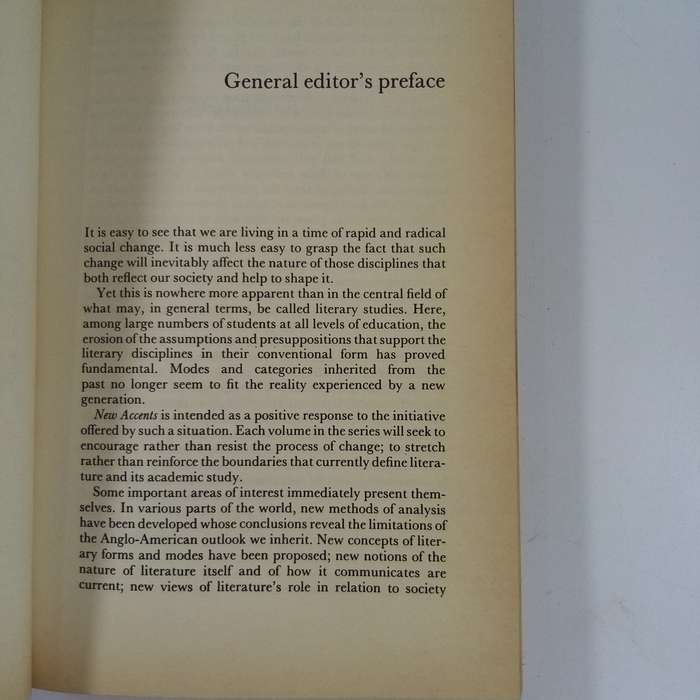 General editor's preface
It is easy to see that we are living in a time of rapid and radical
social change. It is much less easy to grasp the fact that such
change will inevitably affect the nature of those disciplines that
both reflect our society and help to shape it.
Yet this is nowhere more apparent than in the central field of
what may, in general terms, be called literary studies. Here,
among large numbers of students at all levels of education, the
erosion of the assumptions and presuppositions that support the
literary disciplines in their conventional form has proved
fundamental. Modes and categories inherited from the
past no longer seem to fit the reality experienced by a new
generation.
New Accents is intended as a positive response to the initiative
offered by such a situation. Each volume in the series will seek to
encourage rather than resist the process of change; to stretch
rather than reinforce the boundaries that currently define litera-
ture and its academic study.
Some important areas of interest immediately present them-
selves. In various parts of the world, new methods of analysis
have been developed whose conclusions reveal the limitations of
the Anglo-American outlook we inherit. New concepts of liter-
ary forms and modes have been proposed; new notions of the
nature of literature itself and of how it communicates are
current; new views of literature's role in relation to society